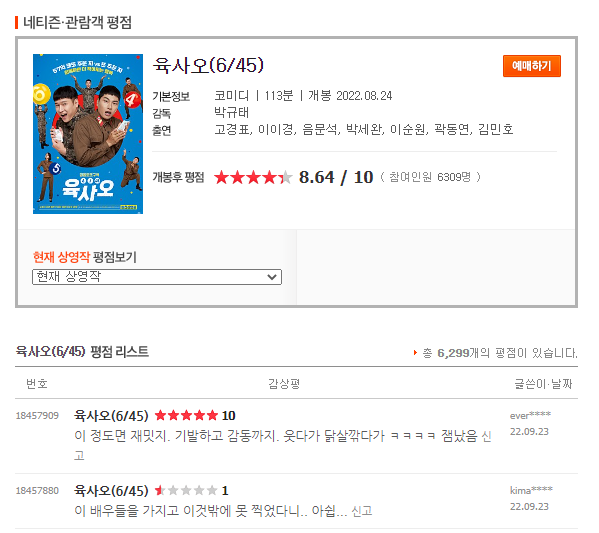 네티즌·관람객 평점
육사오(6/45)
예매하기
기본정보 코미디 | 113분 | 개봉 2022.08.24
감독 박규태
출연 고경표, 이이경, 음문석, 박세완, 이순원, 곽동연, 김민호
개봉후 평점 8.64 / 10 ( 참여인원 6309명 )
육사오
현재 상영작 평점보기
현재 상영작
육사오(6/45) 평점 리스트
총 6,299개의 평점이 있습니다.
번호 감상평 글쓴이·날짜
18457909 육사오(6/45) 10 ever****
이 정도면 재밋지. 기발하고 감동까지. 웃다가 닭살깎다가 ㅋㅋㅋㅋ 잼났음 신 22.09.23
고
18457880 육사오(6/45) 1 kima****
이 배우들을 가지고 이것밖에 못 찍었다니.. 아쉽... 신고 22.09.23